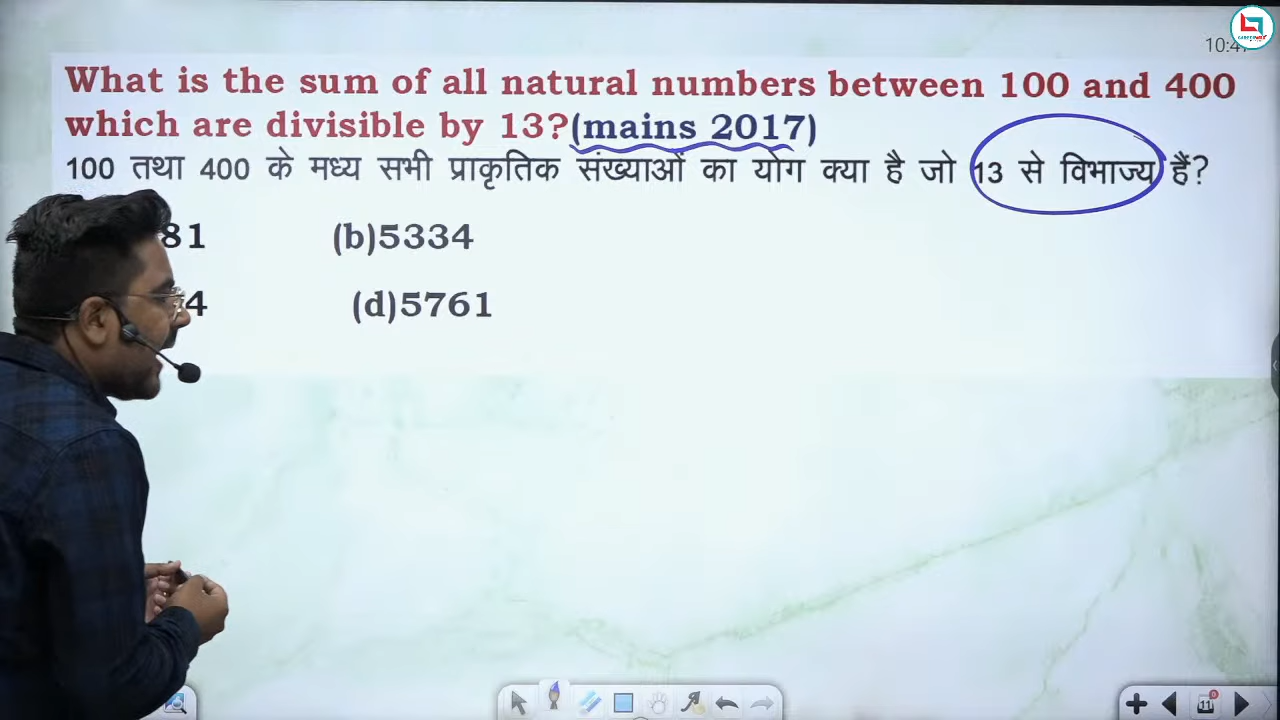 10:4
What is the sum of all natural numbers between 100 and 400
which are divisible by 13?(mains 2017)
100 तथा 400 के मध्य सभी प्राकृतिक संख्याओं का योग क्या है जो 13 से विभाज्य हैं?
81 (b)5334
4 (d)5761
11